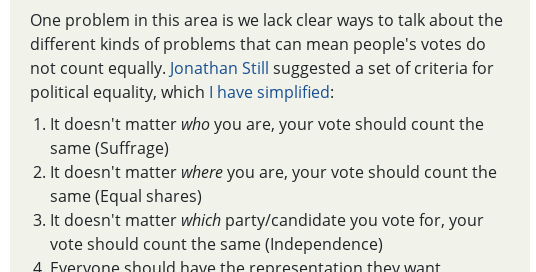 One problem in this area is we lack clear ways to talk about the
different kinds of problems that can mean people's votes do
not count equally. Jonathan Still suggested a set of criteria for
political equality, which I have simplified:
1. It doesn't matter who you are, your vote should count the
same (Suffrage)
2. It doesn't matter where you are, your vote should count the
same (Equal shares)
3. It doesn't matter which party/candidate you vote for, your
vote should count the same (Independence)
4. Everyone should have the representation they want